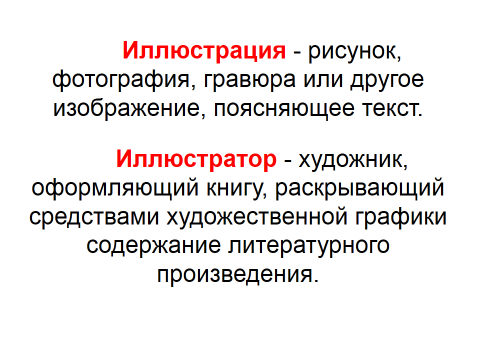 Иллюстрация - рисунок,
фотография, гравюра или другое
изображение, поясняющее текст.
Иллюстратор - художник,
оформляющий книгу, раскрывающий
средствами художественной графики
содержание литературного
произведения.